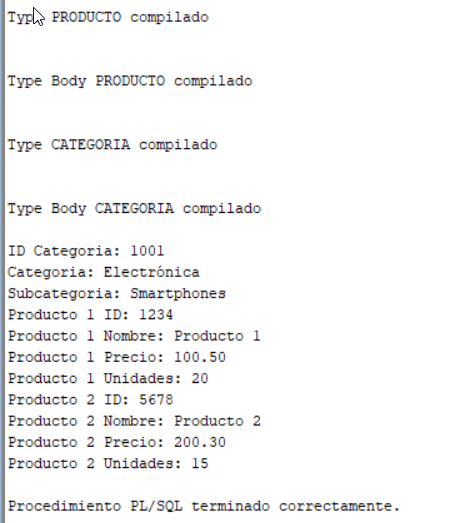 Type PRODUCTO compilado
Type Body PRODUCTO compilado
Type CATEGORIA compilado
Type Body CATEGORIA compilado
ID Categoria: 1001
Categoria: Electrónica
Subcategoria: Smartphones
Producto 1 ID: 1234
Producto 1 Nombre: Producto 1
Producto 1 Precio: 100.50
Producto 1 Unidades: 20
Producto 2 ID: 5678
Producto 2 Nombre: Producto 2
Producto 2 Precio: 200.30
Producto 2 Unidades: 15
Procedimiento PL/SQL terminado correctamente.